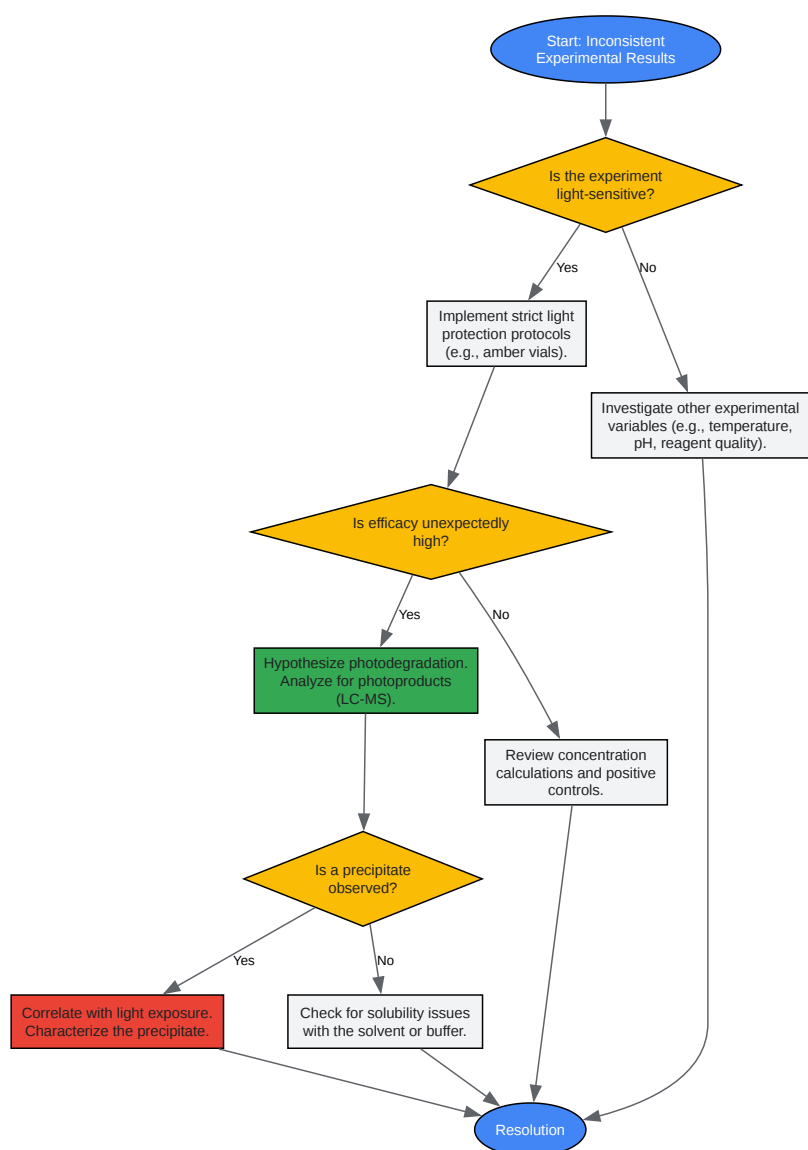 Start: Inconsistent
Experimental Results
Is the experiment
light-sensitive?
Yes
No
Implement strict light
protection protocols
(e.g., amber vials).
Investigate other experimental
variables (e.g., temperature,
pH, reagent quality).
Is efficacy unexpectedly
high?
Yes
No
Hypothesize photodegradation.
Analyze for photoproducts
(LC-MS).
Review concentration
calculations and positive
controls.
Is a precipitate
observed?
Yes
No
Correlate with light exposure.
Characterize the precipitate.
Check for solubility issues
with the solvent or buffer.
Resolution